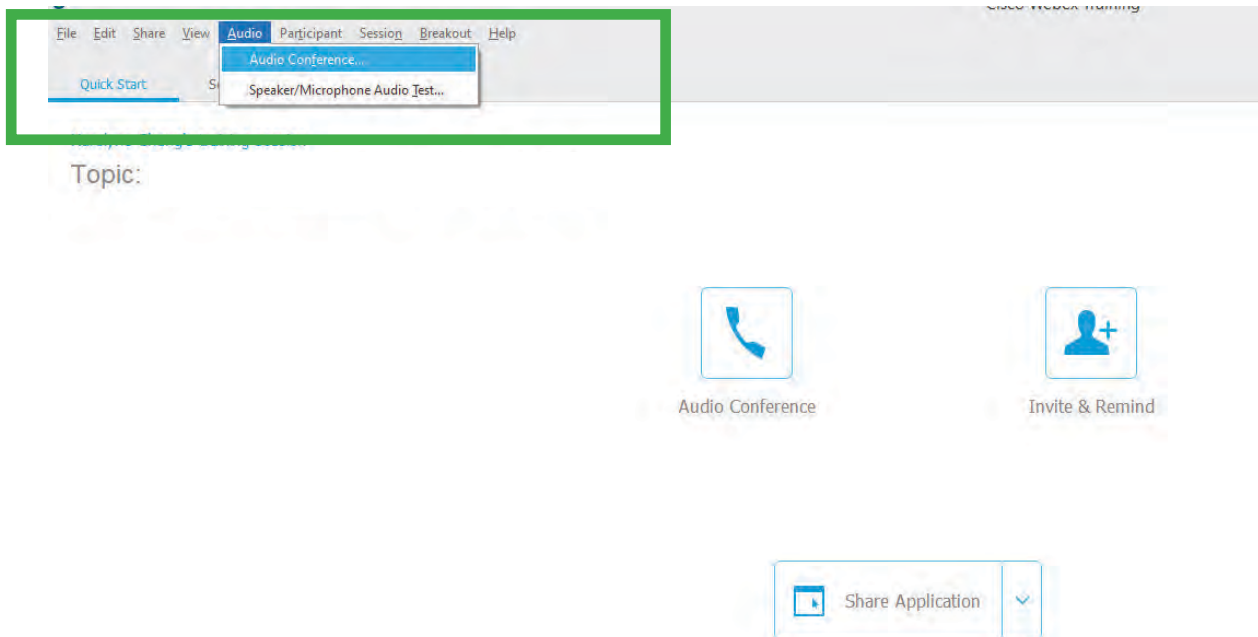 Cisco Webex Training
File Edit Share View Audio Participant Session Breakout Help
Audio Conference...
Quick Start
Speaker/Microphone Audio Test...
Topic:
Audio Conference
Invite & Remind
Share Application